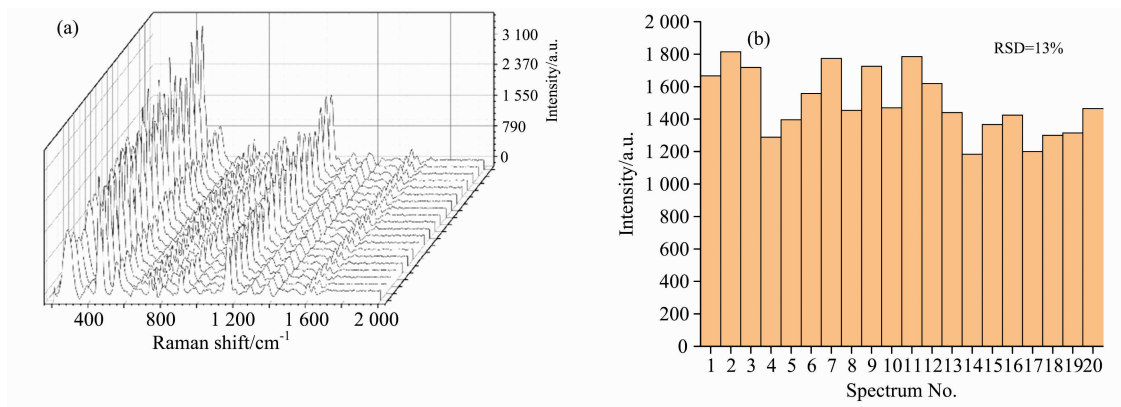 (a)
3 100
2 370
1 550
790
0
Intensity/a.u.
400 800 1 200 1 600 2 000
Raman shift/cm-1
(b)
RSD=13%
2 000
1 800
1 600
1 400
1 200
1 000
800
600
400
200
0
Intensity/a.u.
1 2 3 4 5 6 7 8 9 10 11 12 13 14 15 16 17 18 19 20
Spectrum No.